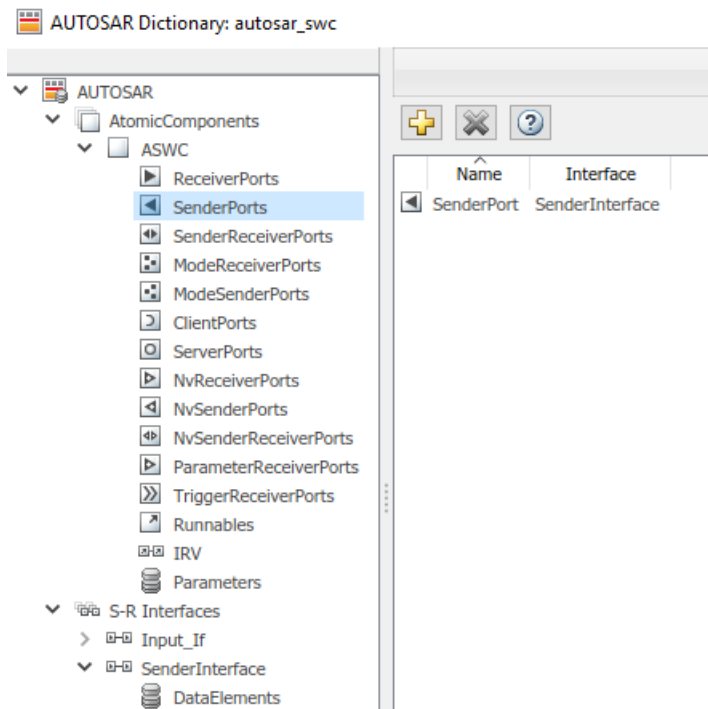 AUTOSAR Dictionary: autosar_swc
AUTOSAR
AtomicComponents
ASWC
ReceiverPorts
SenderPorts
SenderReceiverPorts
ModeReceiverPorts
ModeSenderPorts
ClientPorts
ServerPorts
NvReceiverPorts
NvSenderPorts
NvSenderReceiverPorts
ParameterReceiverPorts
TriggerReceiverPorts
Runnables
IRV
Parameters
S-R Interfaces
Input_If
SenderInterface
DataElements
Name Interface
SenderPort SenderInterface